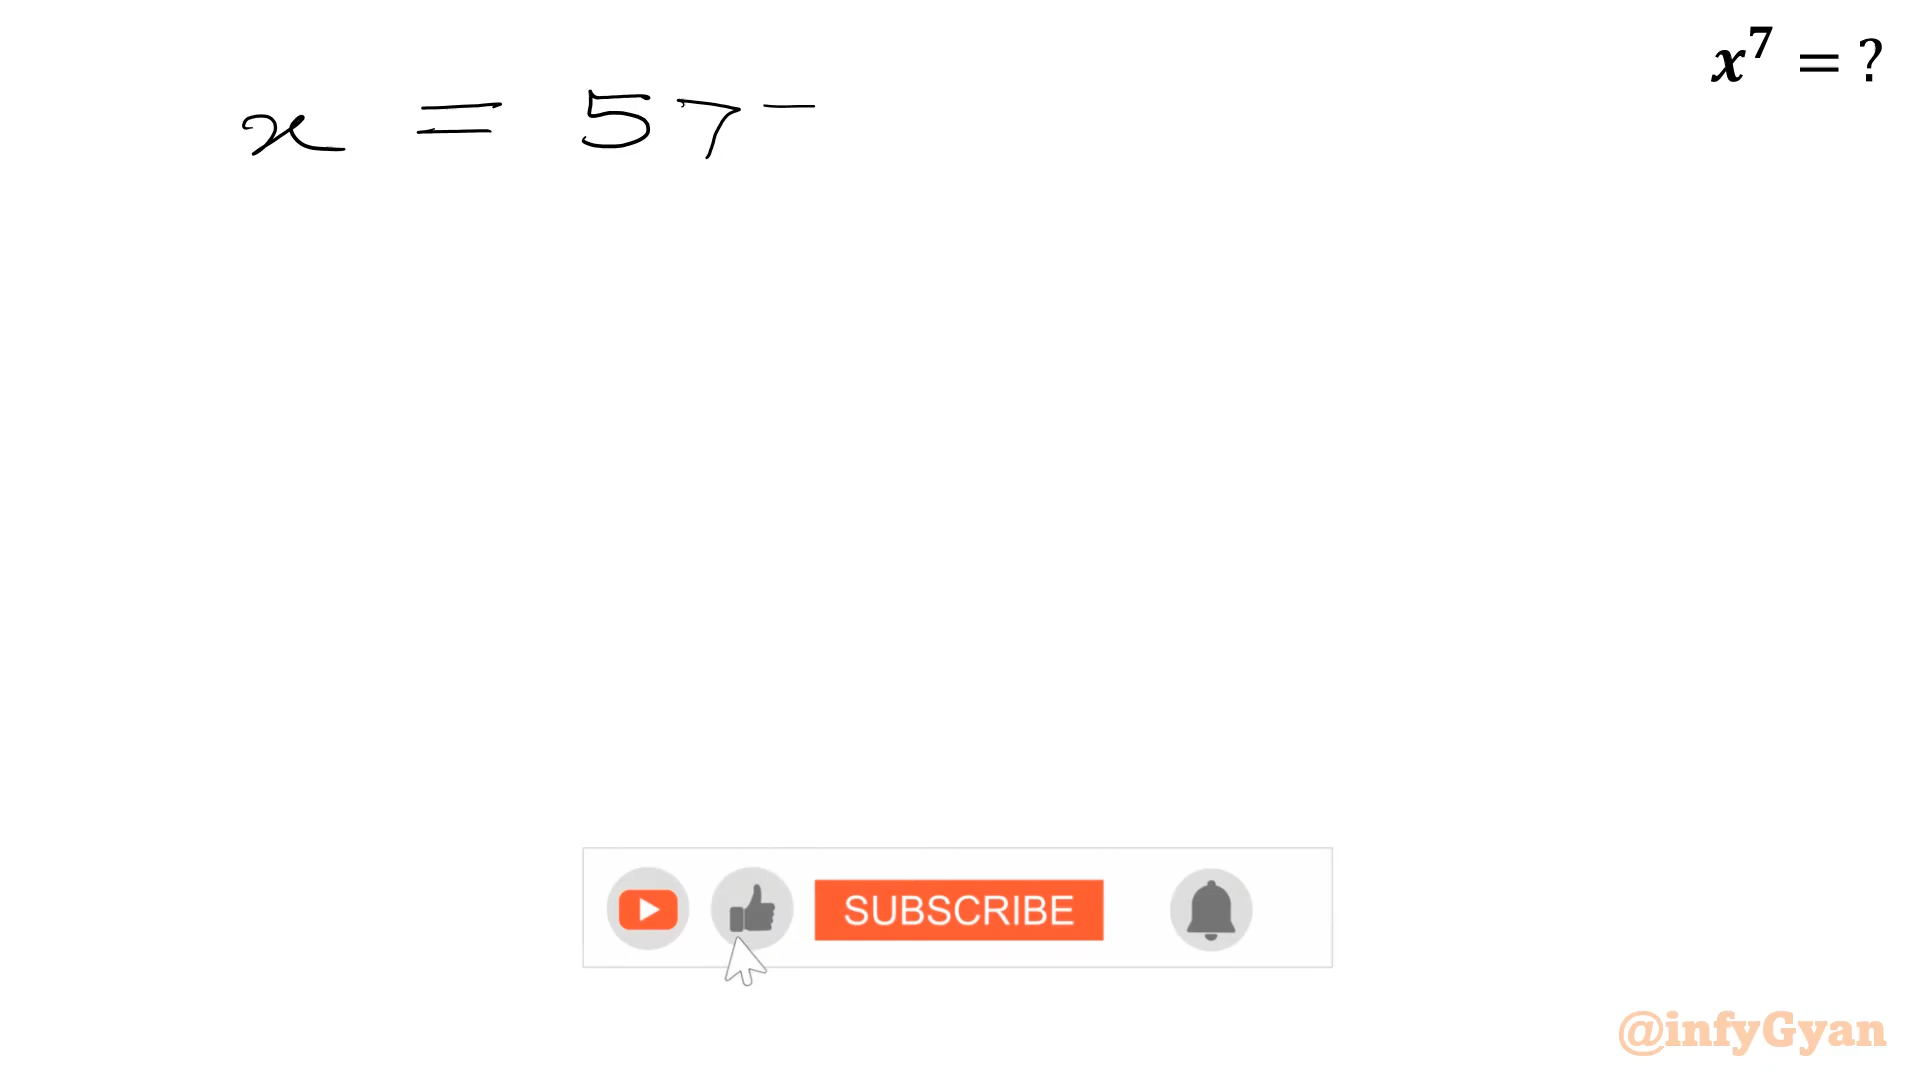 x⁷ = ?
x = 57
SUBSCRIBE
@infyGyan